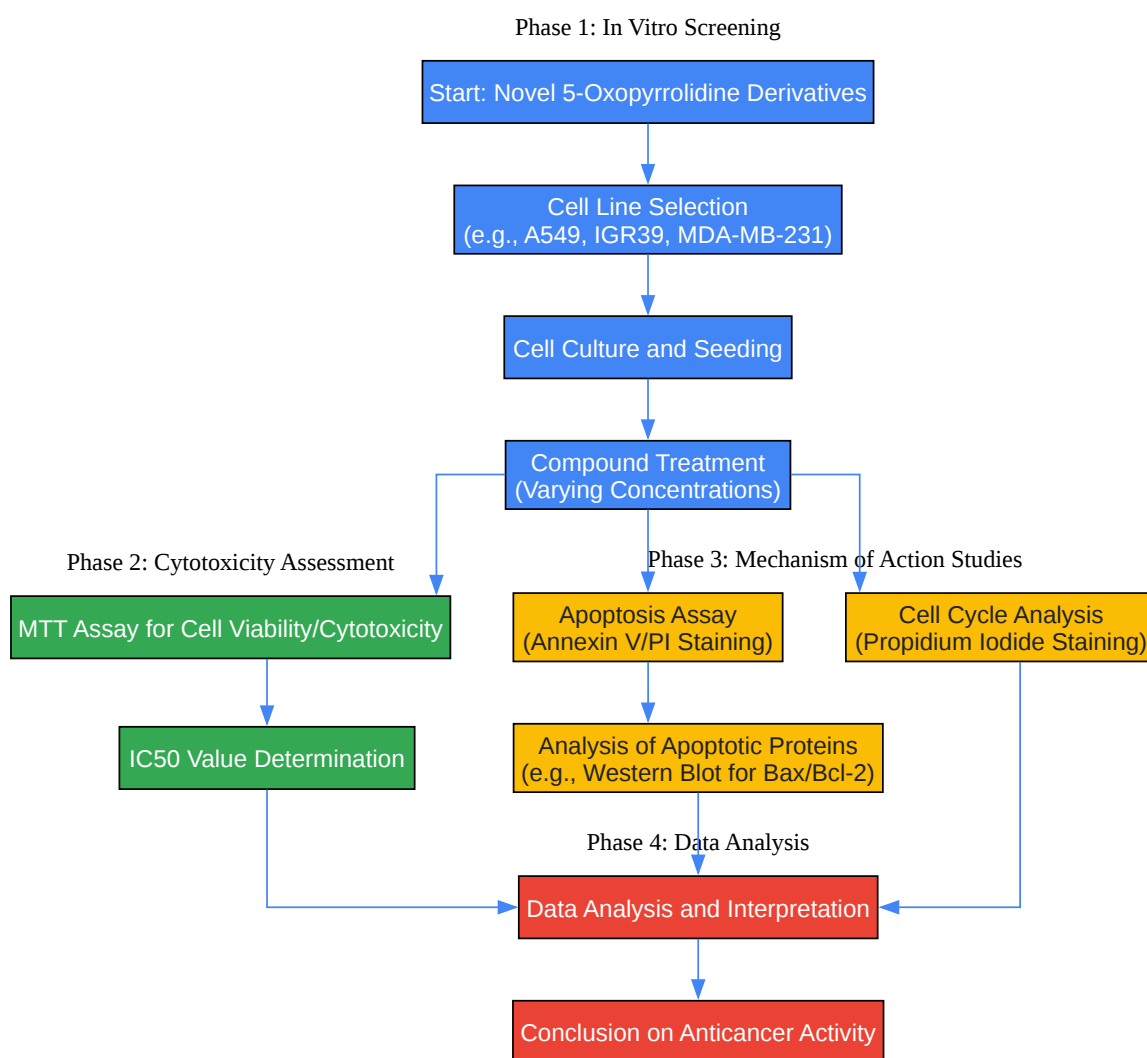 Phase 1: In Vitro Screening
Start: Novel 5-Oxopyrrolidine Derivatives
Cell Line Selection
(e.g., A549, IGR39, MDA-MB-231)
Cell Culture and Seeding
Compound Treatment
(Varying Concentrations)
Phase 2: Cytotoxicity Assessment
Phase 3: Mechanism of Action Studies
MTT Assay for Cell Viability/Cytotoxicity
Apoptosis Assay
(Annexin V/PI Staining)
Cell Cycle Analysis
(Propidium Iodide Staining)
IC50 Value Determination
Analysis of Apoptotic Proteins
(e.g., Western Blot for Bax/Bcl-2)
Phase 4: Data Analysis
Data Analysis and Interpretation
Conclusion on Anticancer Activity